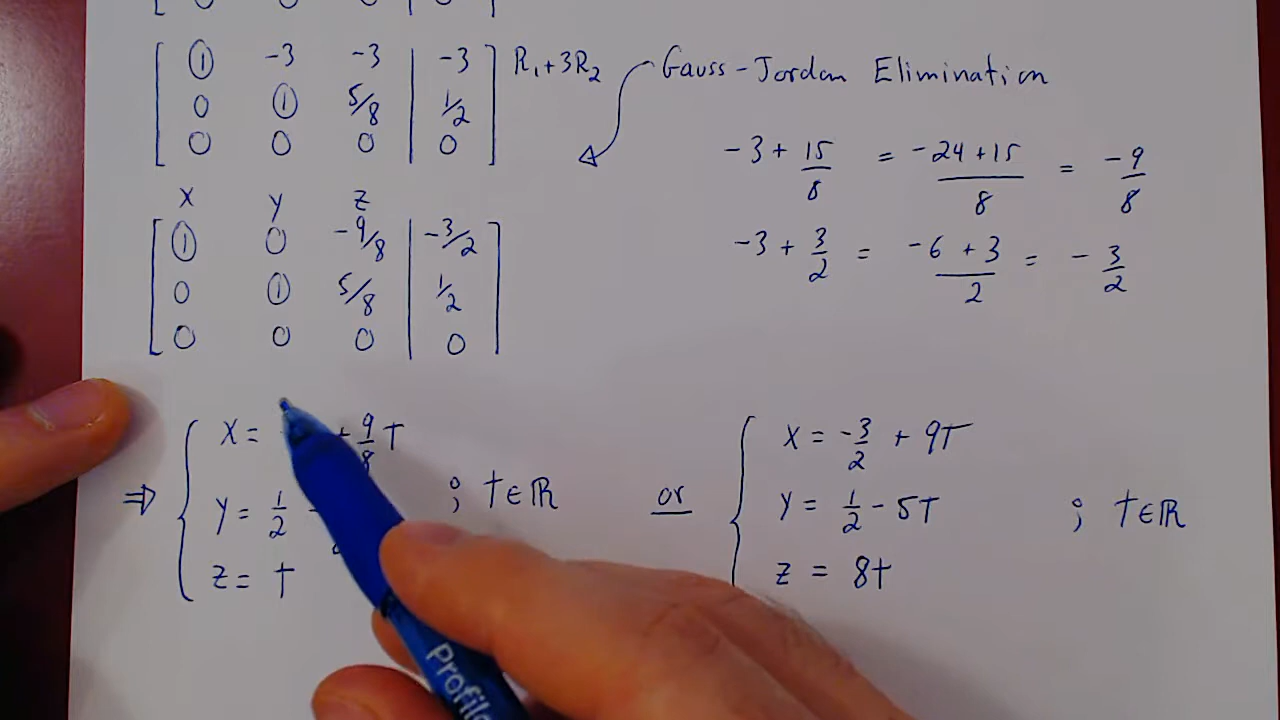 1 -3 -3 | -3 R₁+3R₂
0 1 5/8 | 1/2
0 0 0 | 0
Gauss-Jordan Elimination
-3 + 15/8 = (-24 + 15)/8 = -9/8
-3 + 3/2 = (-6 + 3)/2 = -3/2
x y z
1 0 -9/8 | -3/2
0 1 5/8 | 1/2
0 0 0 | 0
⇒ x = + 9/8 t
y = 1/2 -
z = t
; t∈ℝ
or
x = -3/2 + 9t
y = 1/2 - 5t
z = 8t
; t∈ℝ
Profile